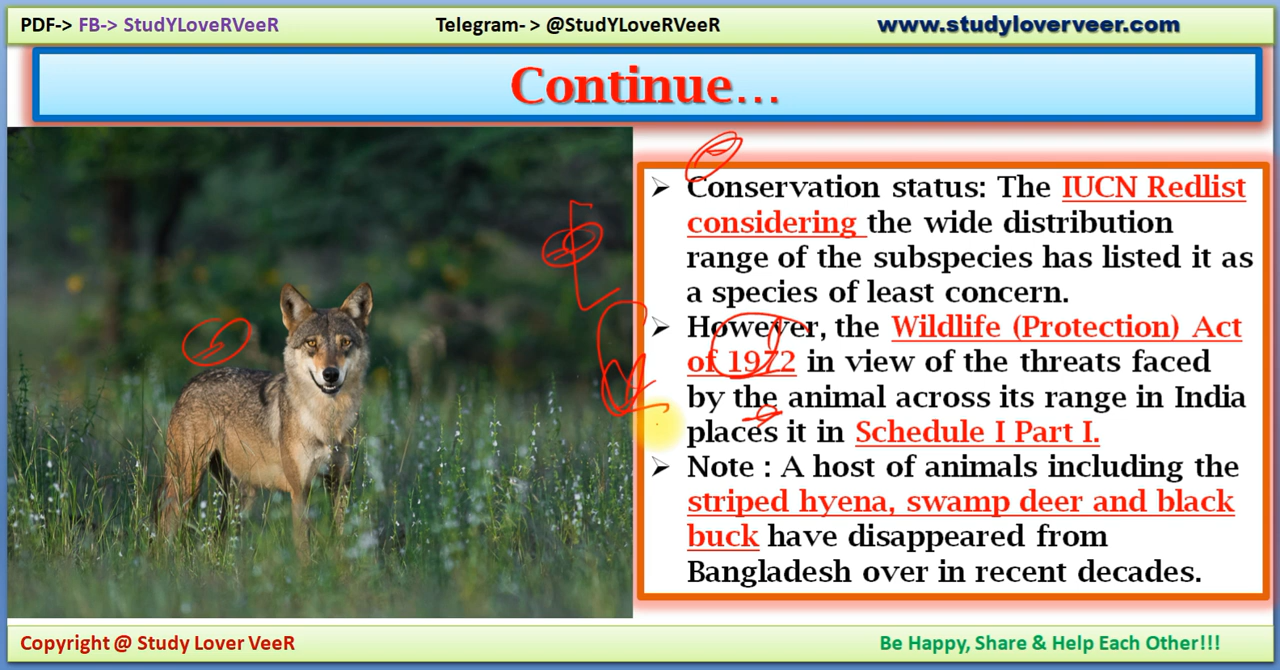 PDF-> FB-> StudYLoveRVeeR Telegram- > @StudYLoveRVeeR www.studyloverveer.com
Continue...
➢ Conservation status: The IUCN Redlist
considering the wide distribution
range of the subspecies has listed it as
a species of least concern.
➢ However, the Wildlife (Protection) Act
of 1972 in view of the threats faced
by the animal across its range in India
places it in Schedule I Part I.
➢ Note : A host of animals including the
striped hyena, swamp deer and black
buck have disappeared from
Bangladesh over in recent decades.
Copyright @ Study Lover VeeR Be Happy, Share & Help Each Other!!!